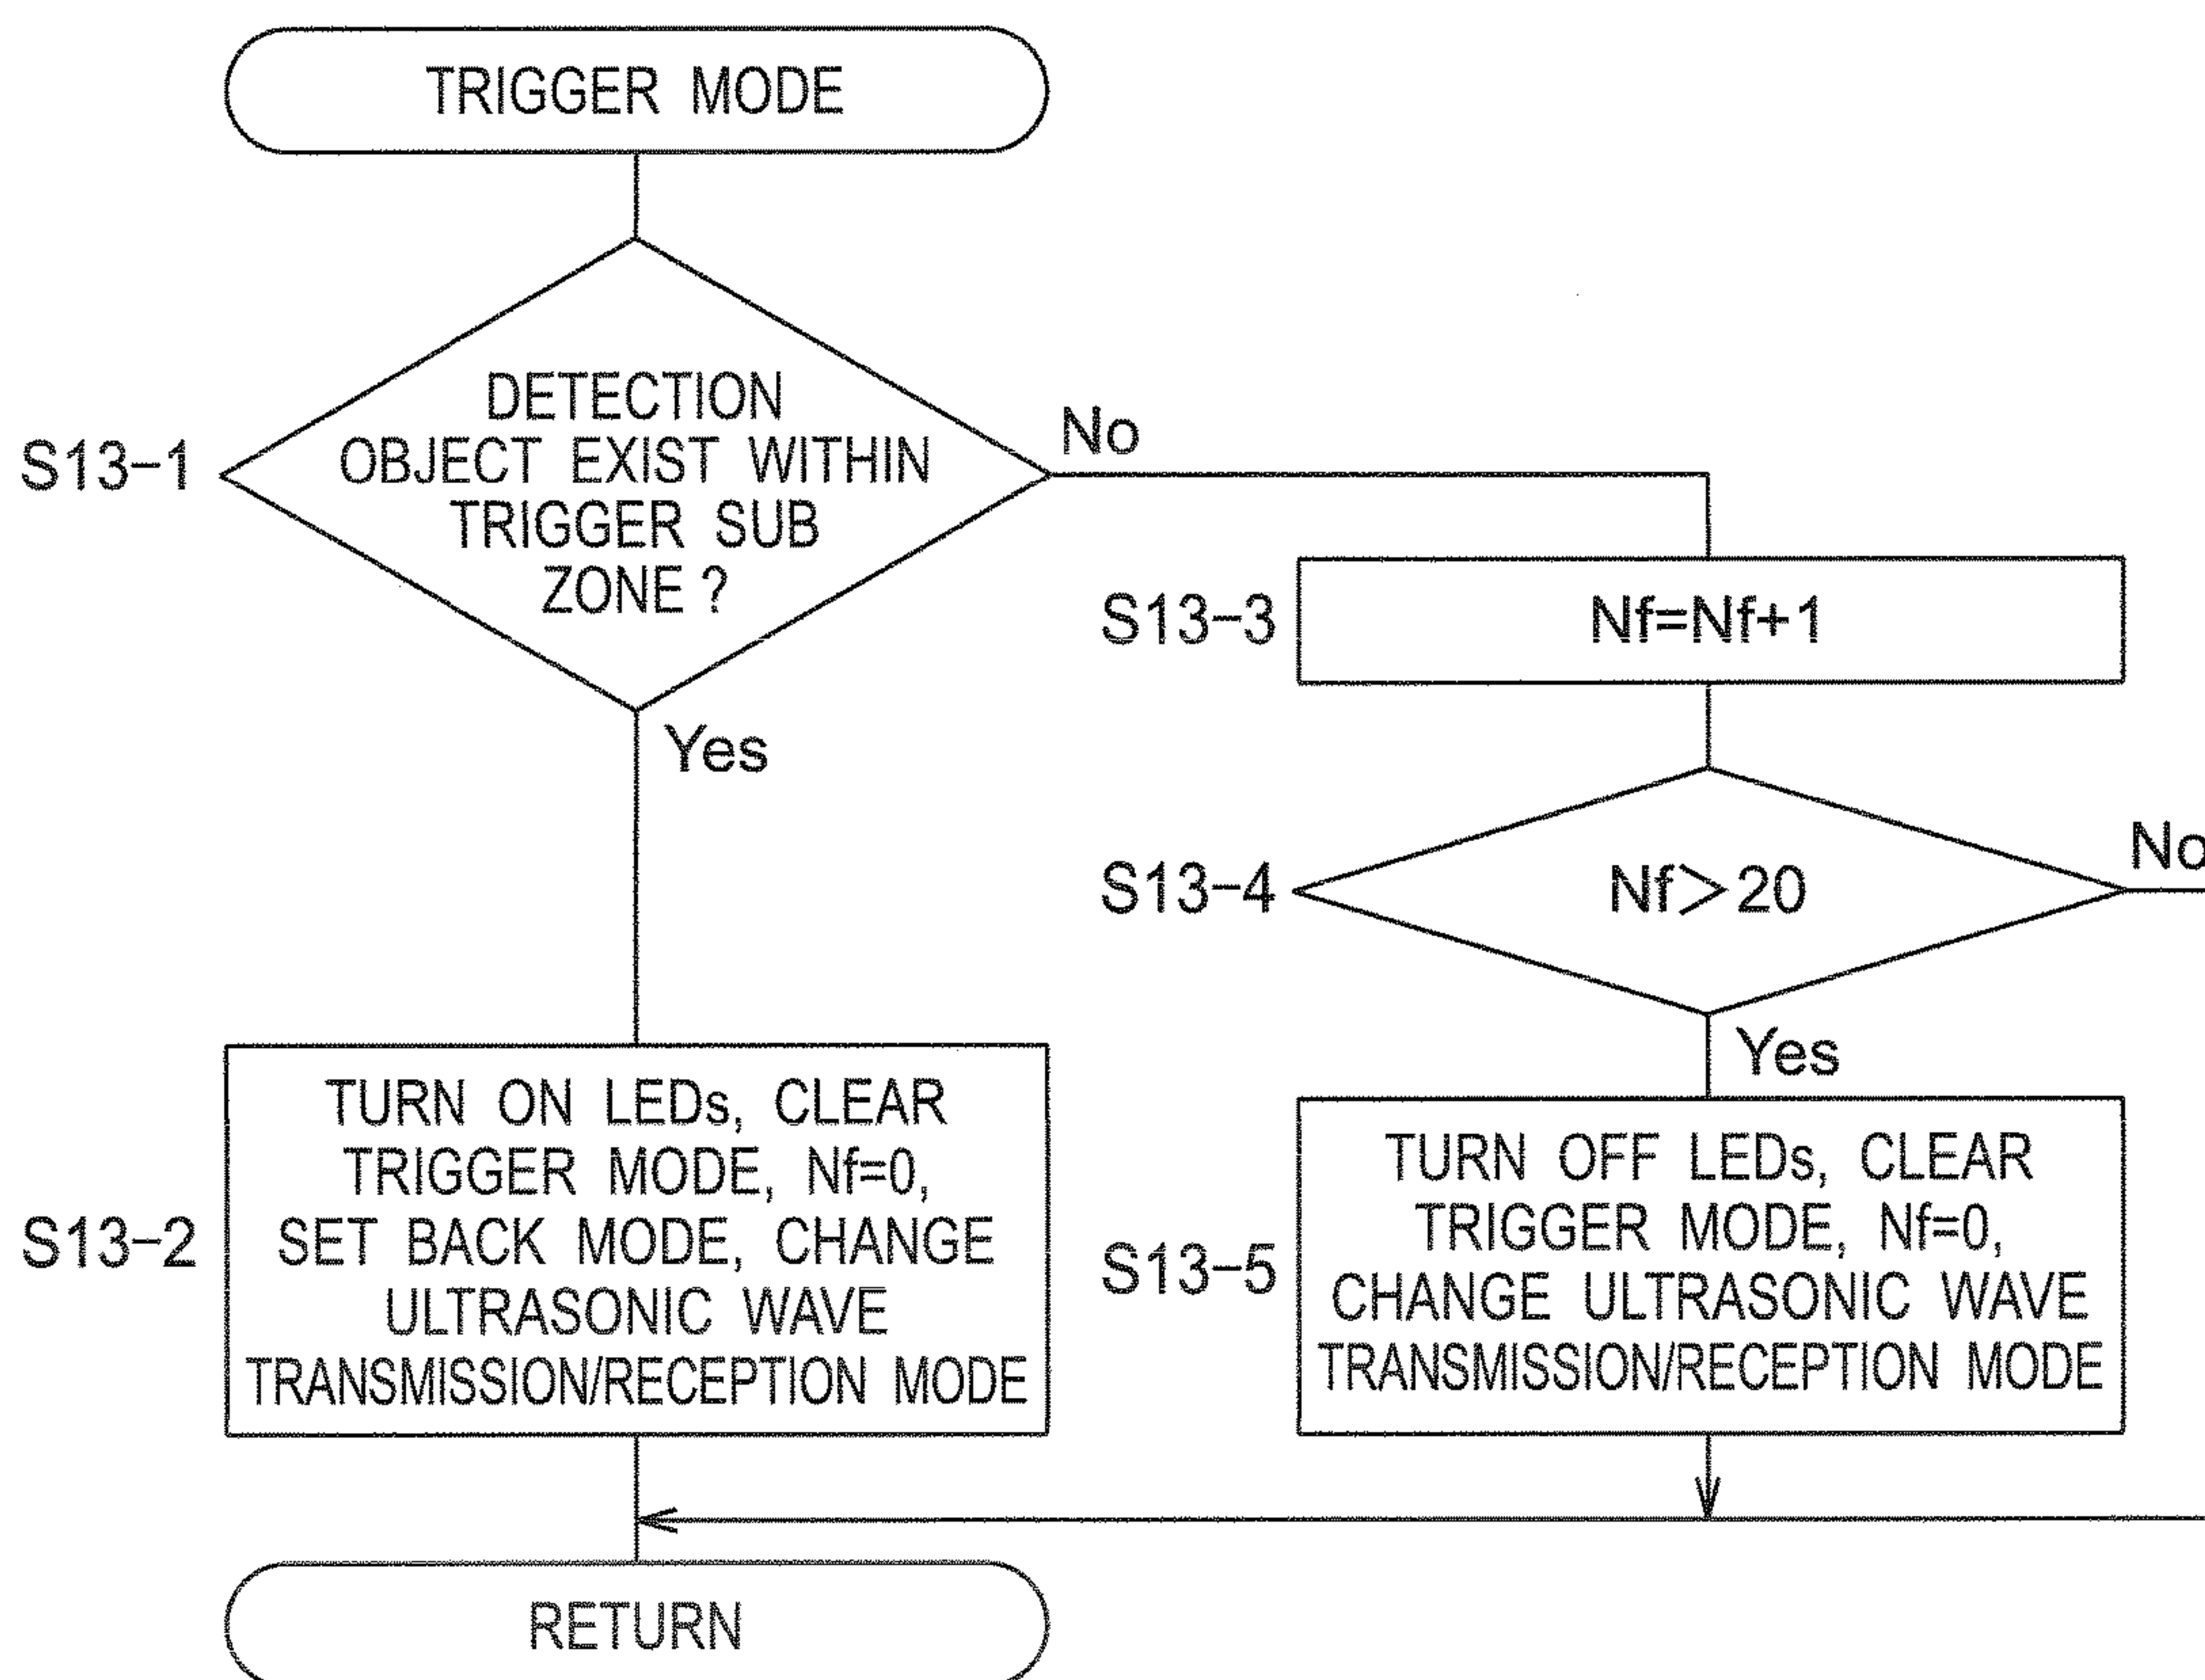 TRIGGER MODE
DETECTION
OBJECT EXIST WITHIN
TRIGGER SUB
ZONE ?
S13-1
No
Yes
S13-3
Nf=Nf+1
S13-4
Nf>20
No
Yes
S13-2
TURN ON LEDs, CLEAR
TRIGGER MODE, Nf=0,
SET BACK MODE, CHANGE
ULTRASONIC WAVE
TRANSMISSION/RECEPTION MODE
S13-5
TURN OFF LEDs, CLEAR
TRIGGER MODE, Nf=0,
CHANGE ULTRASONIC WAVE
TRANSMISSION/RECEPTION MODE
RETURN